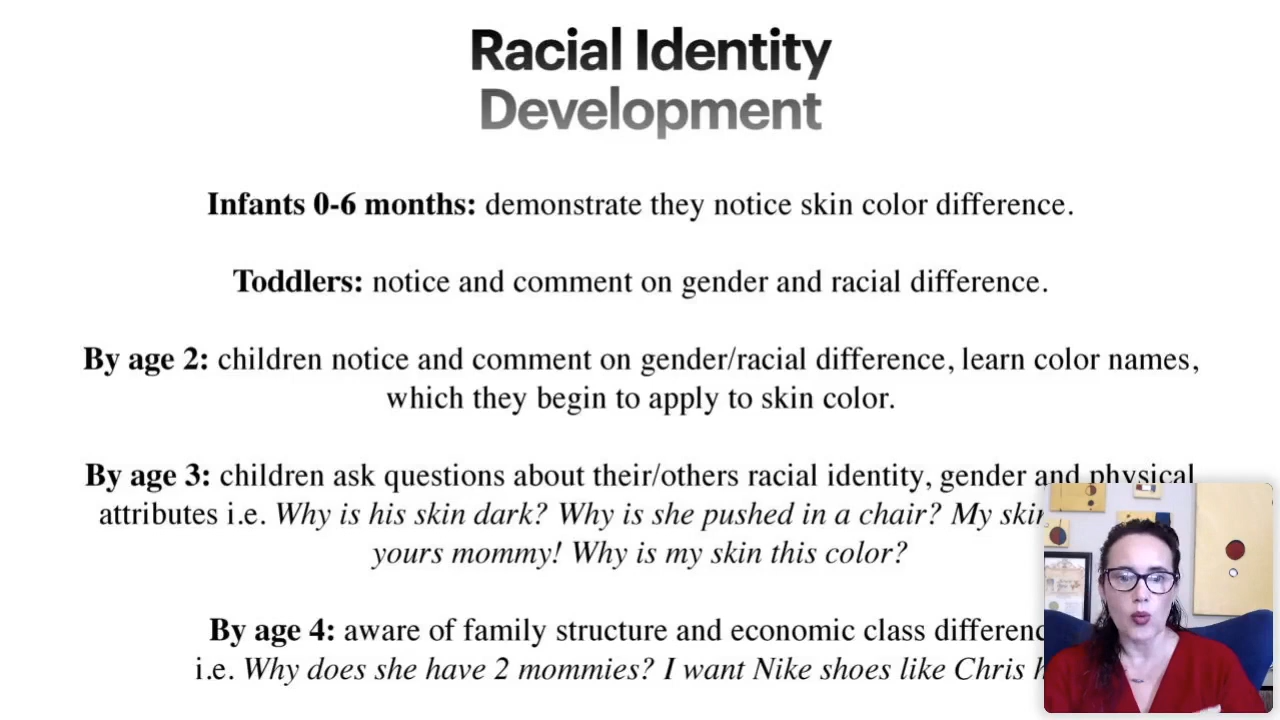 Racial Identity
Development
Infants 0-6 months: demonstrate they notice skin color difference.
Toddlers: notice and comment on gender and racial difference.
By age 2: children notice and comment on gender/racial difference, learn color names,
which they begin to apply to skin color.
By age 3: children ask questions about their/others racial identity, gender and physical
attributes i.e. Why is his skin dark? Why is she pushed in a chair? My
yours mommy! Why is my skin this color?
By age 4: aware of family structure and economic class
i.e. Why does she have 2 mommies? I want Nike shoes like Chris